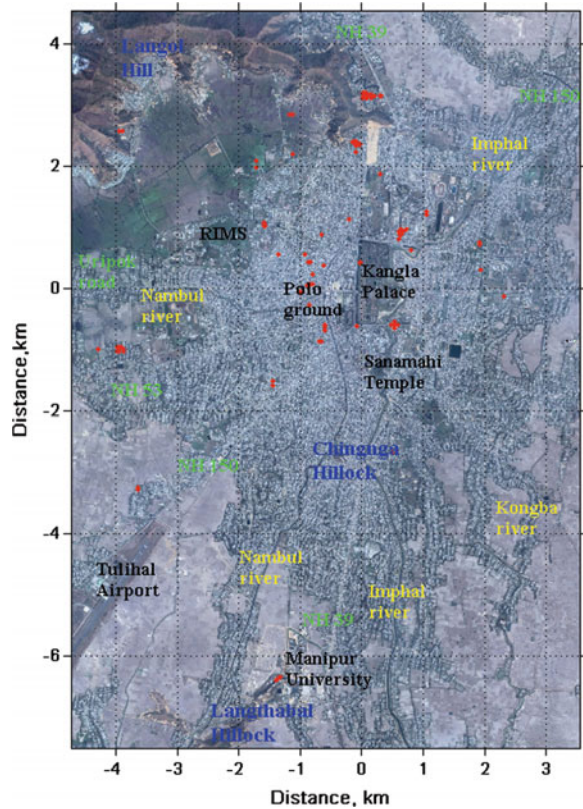 4
2
0
-2
-4
-6
Distance, km
NH 39
Langol
Hill
NH 150
Imphal
river
RIMS
Uripok
road
Kangla
Palace
Nambul
river
Polo
ground
Sanamahi
Temple
NH 53
Chingnga
Hillock
NH 150
Kongba
river
Tulihal
Airport
Nambul
river
Imphal
river
NH 39
Manipur
University
Langthabal
Hillock
-4 -3 -2 -1 0 1 2 3
Distance, km